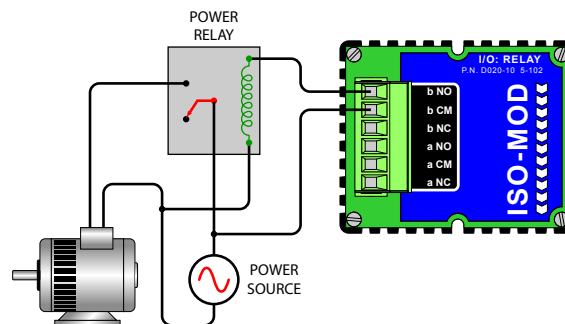 POWER
RELAY
I/O: RELAY
P.N. D020-10 5-102
b NO
b CM
b NC
a NO
a CM
a NC
ISO-MOD
POWER
SOURCE